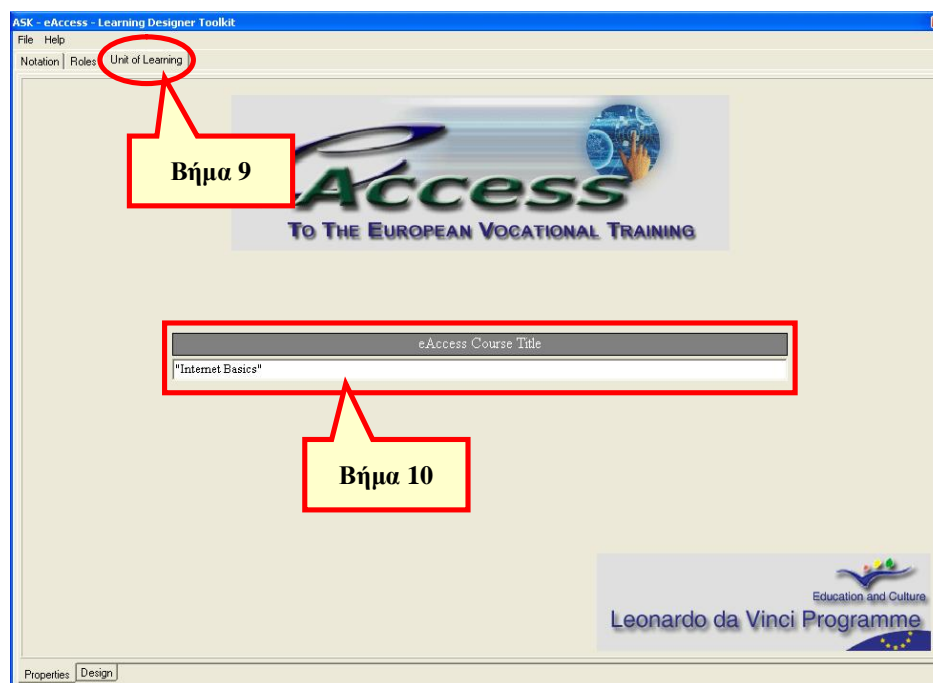 ASK - eAccess - Learning Designer Toolkit
File Help
Notation Roles Unit of Learning
Βήμα 9
eAccess
TO THE EUROPEAN VOCATIONAL TRAINING
eAccess Course Title
"Internet Basics"
Βήμα 10
Education and Culture
Leonardo da Vinci Programme
Properties Design